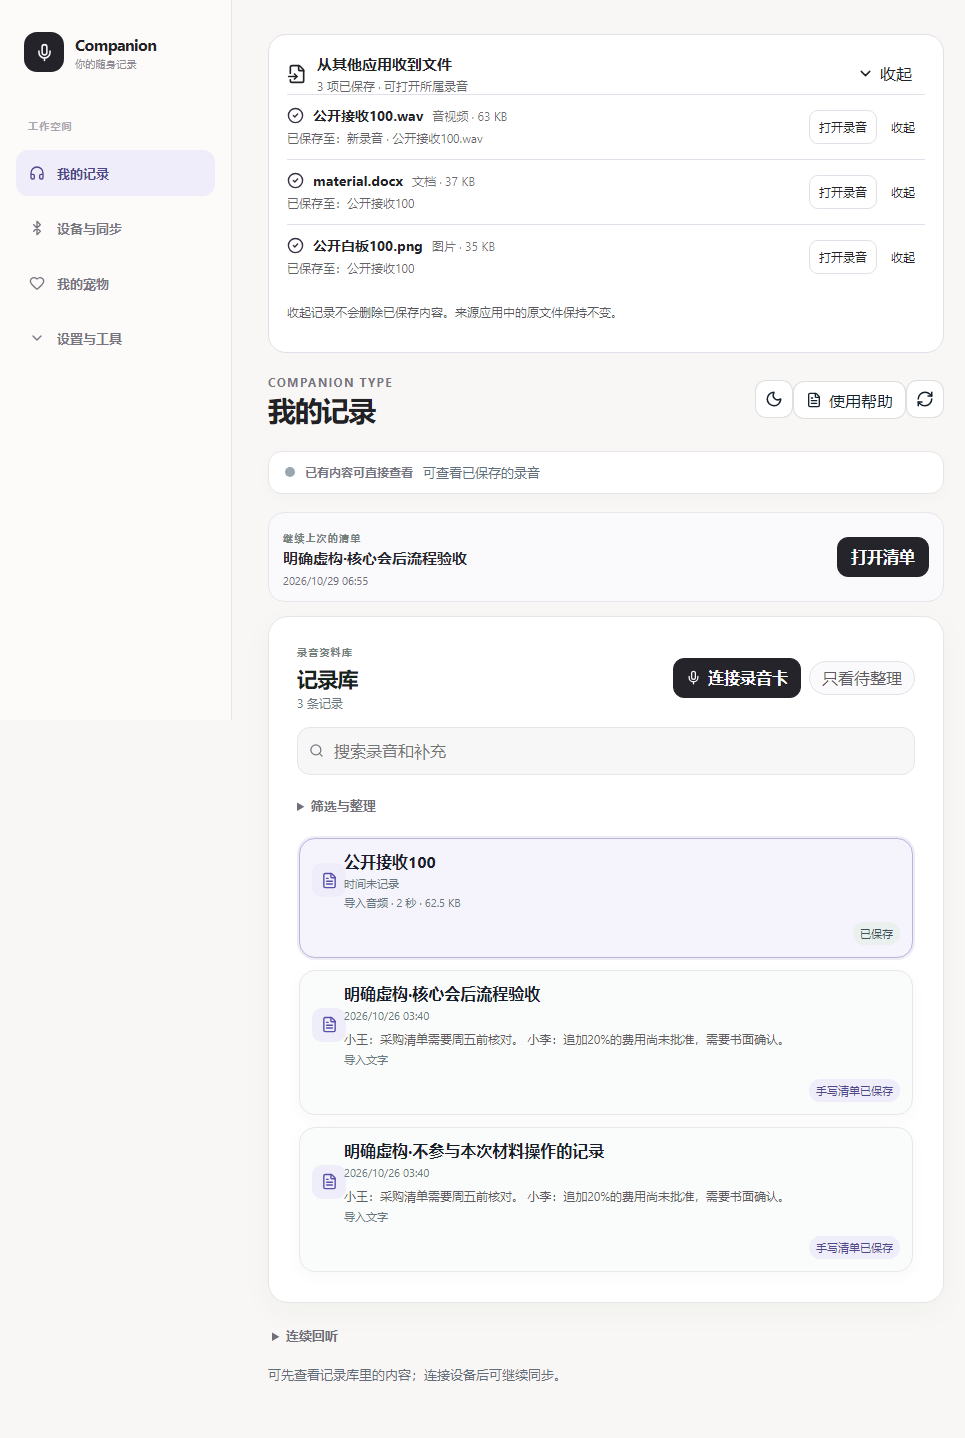 Companion
你的随身记录
工作空间
我的记录
设备与同步
我的宠物
设置与工具
从其他应用收到文件
3 项已保存 · 可打开所属录音
收起
公开接收100.wav 音视频 · 63 KB
已保存至：新录音 · 公开接收100.wav
打开录音 收起
material.docx 文档 · 37 KB
已保存至：公开接收100
打开录音 收起
公开白板100.png 图片 · 35 KB
已保存至：公开接收100
打开录音 收起
收起记录不会删除已保存内容。来源应用中的原文件保持不变。
COMPANION TYPE
我的记录
使用帮助
已有内容可直接查看 可查看已保存的录音
继续上次的清单
明确虚构·核心会后流程验收
2026/10/29 06:55
打开清单
录音资料库
记录库
3 条记录
连接录音卡
只看待整理
搜索录音和补充
筛选与整理
公开接收100
时间未记录
导入音频 · 2 秒 · 62.5 KB
已保存
明确虚构·核心会后流程验收
2026/10/26 03:40
小王：采购清单需要周五前核对。 小李：追加20%的费用尚未批准，需要书面确认。
导入文字
手写清单已保存
明确虚构·不参与本次材料操作的记录
2026/10/26 03:40
小王：采购清单需要周五前核对。 小李：追加20%的费用尚未批准，需要书面确认。
导入文字
手写清单已保存
连续回听
可先查看记录库里的内容；连接设备后可继续同步。